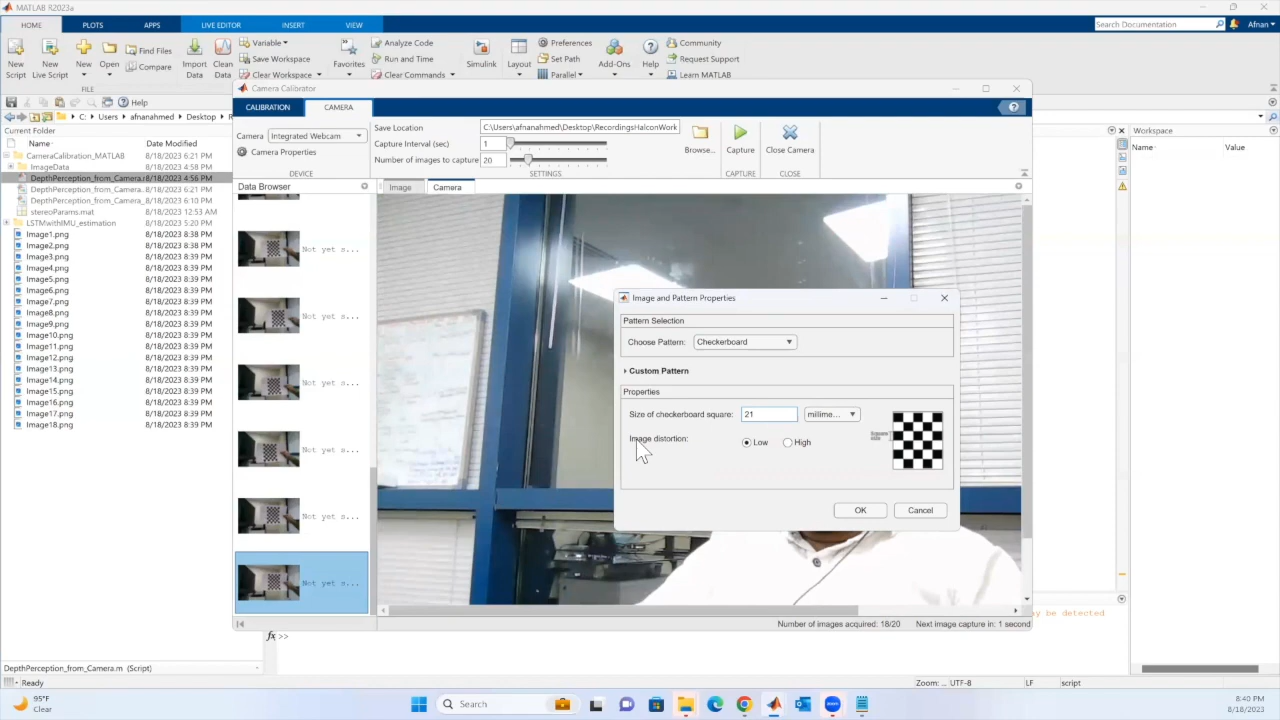 MATLAB R2023a
HOME PLOTS APPS LIVE EDITOR INSERT VIEW
Search Documentation Afnan
New Script
New Live Script
New
Open
Find Files
Compare
Import Data
Clean Data
Variable
Save Workspace
Clear Workspace
Favorites
Analyze Code
Run and Time
Clear Commands
Simulink
Layout
Preferences
Set Path
Parallel
Add-Ons
Help
Community
Request Support
Learn MATLAB
FILE
Help
C: Users afnanahmed Desktop
Current Folder
Name Date Modified
CameraCalibration_MATLAB 8/18/2023 6:21 PM
ImageData 8/18/2023 4:58 PM
DepthPerception_from_Camera. 8/18/2023 4:56 PM
DepthPerception_from_Camera_ 8/18/2023 6:21 PM
DepthPerception_from_Camera_ 8/18/2023 6:10 PM
stereoParams.mat 8/18/2023 12:53 AM
LSTMwithIMU_estimation 8/18/2023 5:20 PM
Image1.png 8/18/2023 8:38 PM
Image2.png 8/18/2023 8:38 PM
Image3.png 8/18/2023 8:39 PM
Image4.png 8/18/2023 8:39 PM
Image5.png 8/18/2023 8:39 PM
Image6.png 8/18/2023 8:39 PM
Image7.png 8/18/2023 8:39 PM
Image8.png 8/18/2023 8:39 PM
Image9.png 8/18/2023 8:39 PM
Image10.png 8/18/2023 8:39 PM
Image11.png 8/18/2023 8:39 PM
Image12.png 8/18/2023 8:39 PM
Image13.png 8/18/2023 8:39 PM
Image14.png 8/18/2023 8:39 PM
Image15.png 8/18/2023 8:39 PM
Image16.png 8/18/2023 8:39 PM
Image17.png 8/18/2023 8:39 PM
Image18.png 8/18/2023 8:39 PM
DepthPerception_from_Camera.m (Script)
Camera Calibrator
CALIBRATION CAMERA
Camera Integrated Webcam
Camera Properties
DEVICE
Save Location C:\Users\afnanahmed\Desktop\RecordingsHalconWork
Capture Interval (sec) 1
Number of images to capture 20
Browse...
SETTINGS
Capture
CAPTURE
Close Camera
CLOSE
Data Browser
Image Camera
Not yet s...
Not yet s...
Not yet s...
Not yet s...
Not yet s...
Not yet s...
Image and Pattern Properties
Pattern Selection
Choose Pattern: Checkerboard
Custom Pattern
Properties
Size of checkerboard square: 21 millime...
Image distortion: Low High
OK Cancel
Number of images acquired: 18/20 Next image capture in: 1 second
Workspace
Name Value
be detected
fx >>
Ready
Zoom: ... UTF-8 LF script
95°F
Clear
Search
zoom
8:40 PM
8/18/2023